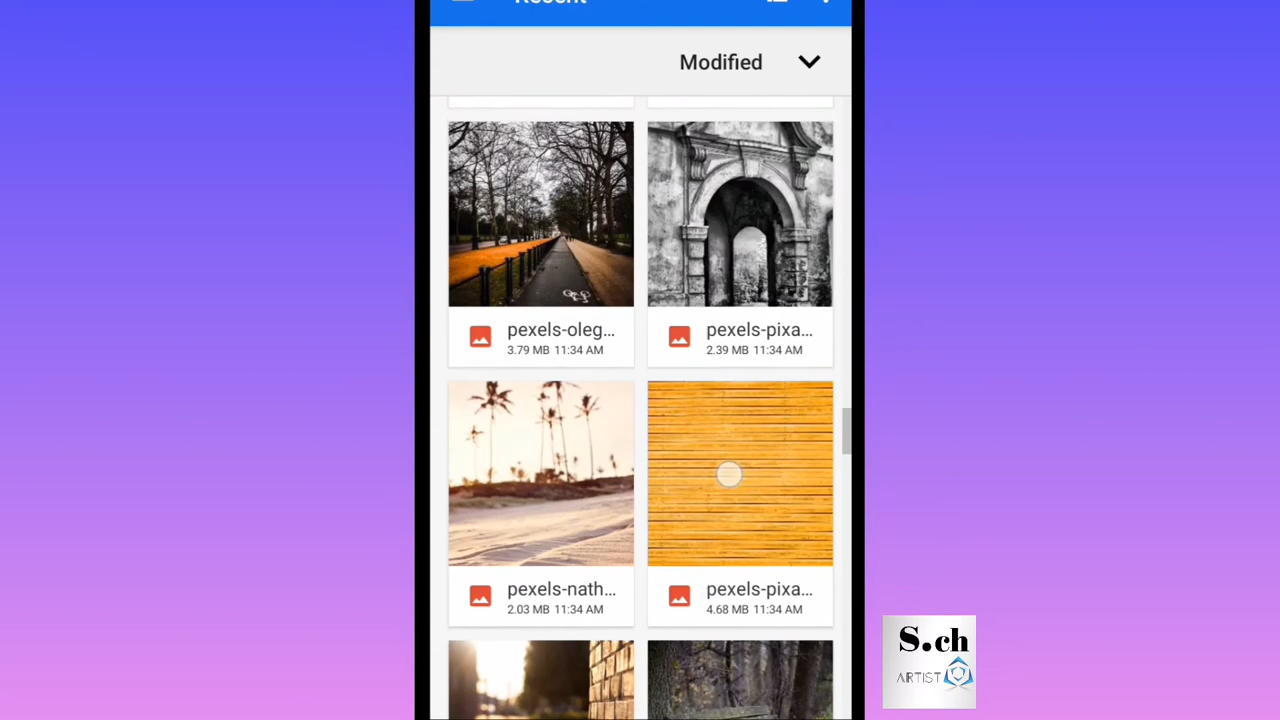 Recent
Modified
pexels-oleg...
3.79 MB 11:34 AM
pexels-pixa...
2.39 MB 11:34 AM
pexels-nath...
2.03 MB 11:34 AM
pexels-pixa...
4.68 MB 11:34 AM
S.ch
ARTIST